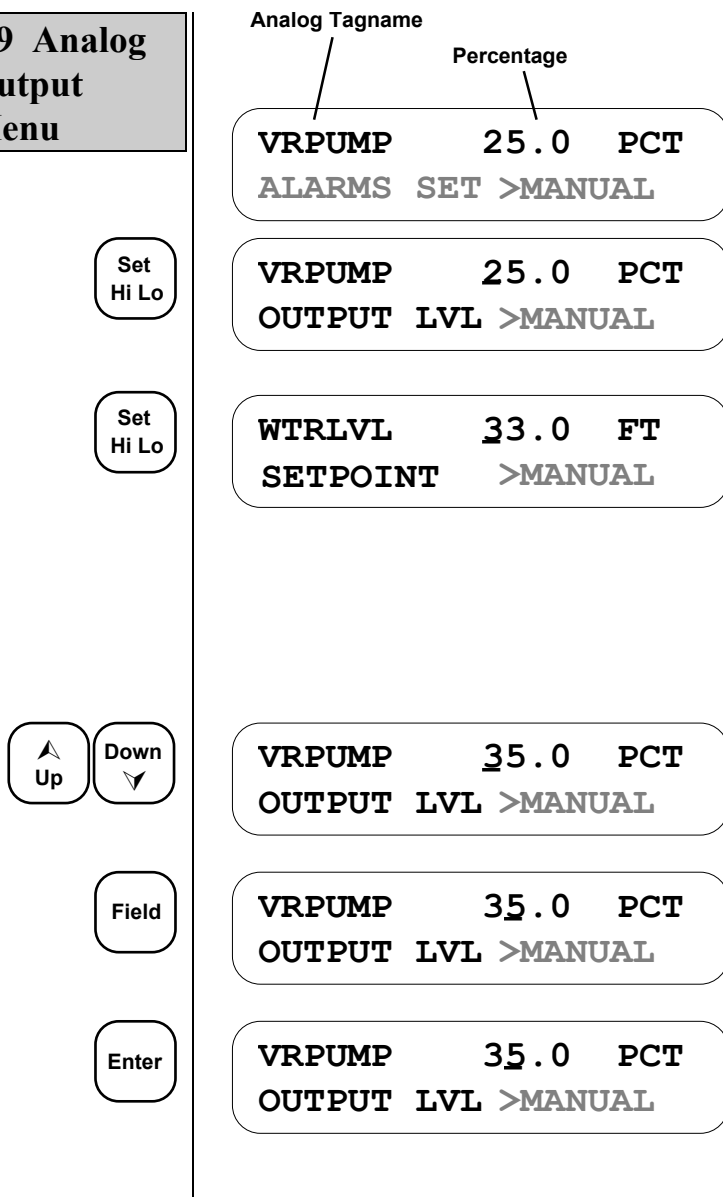 9 Analog
Analog Tagname
Percentage
VRPUMP 25.0 PCT
ALARMS SET >MANUAL
Set
Hi Lo
VRPUMP 25.0 PCT
OUTPUT LVL >MANUAL
Set
Hi Lo
WTRLVL 33.0 FT
SETPOINT >MANUAL
Up
Down
VRPUMP 35.0 PCT
OUTPUT LVL >MANUAL
Field
VRPUMP 35.0 PCT
OUTPUT LVL >MANUAL
Enter
VRPUMP 35.0 PCT
OUTPUT LVL >MANUAL